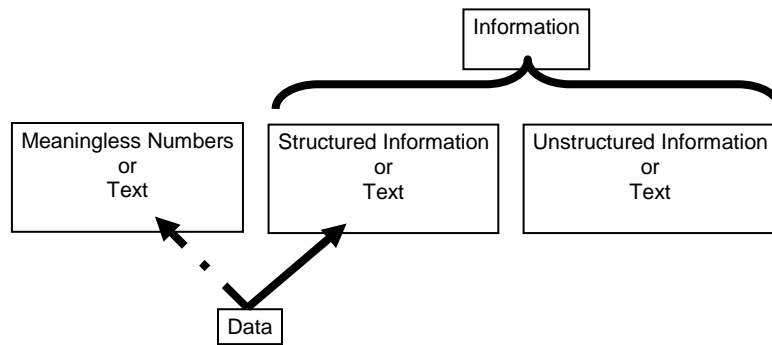 Information
Meaningless Numbers
or
Text
Structured Information
or
Text
Unstructured Information
or
Text
Data